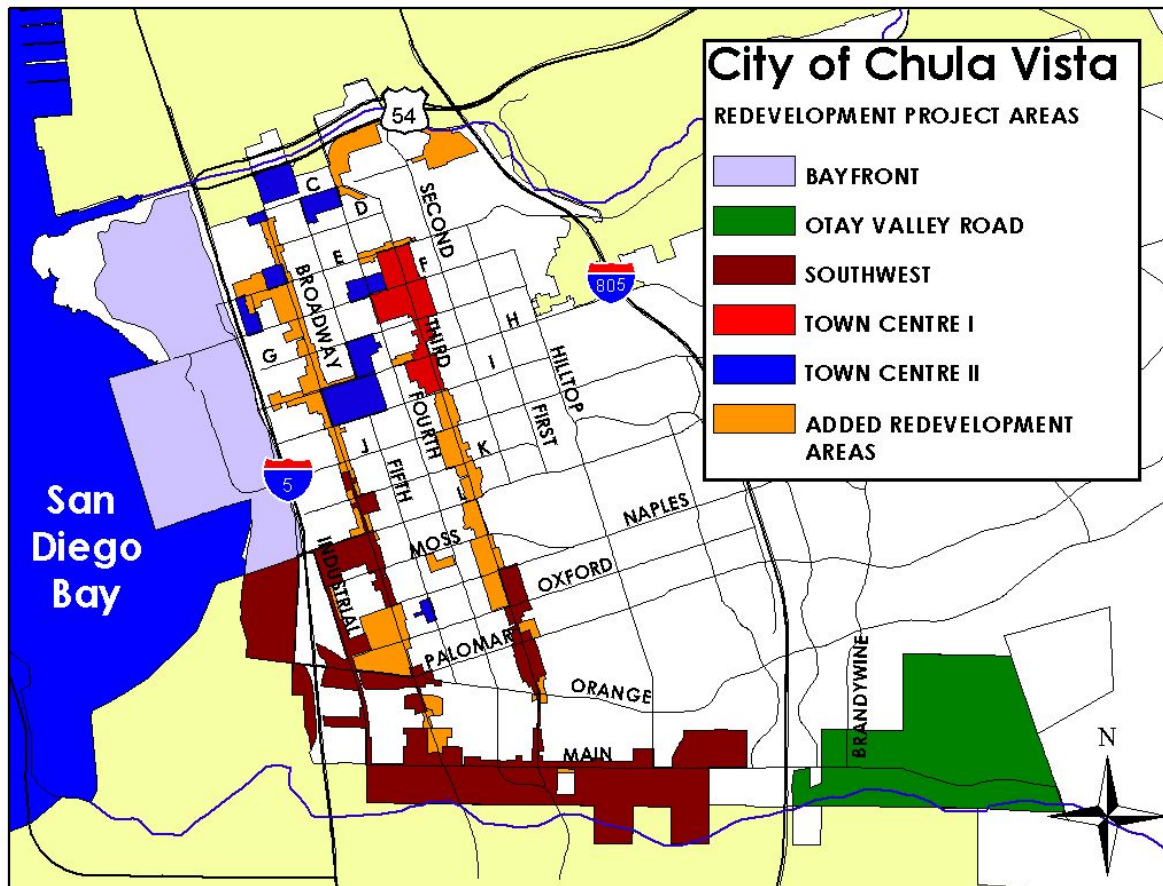 City of Chula Vista
REDEVELOPMENT PROJECT AREAS
BAYFRONT
OTAY VALLEY ROAD
SOUTHWEST
TOWN CENTRE I
TOWN CENTRE II
ADDED REDEVELOPMENT
AREAS
54
805
5
San
Diego
Bay
C
D
E
F
G
H
I
J
K
L
SECOND
BROADWAY
THIRD
HILLTOP
FOURTH
FIRST
FIFTH
NAPLES
MOSS
OXFORD
INDUSTRIAL
PALOMAR
ORANGE
BRANDYWINE
MAIN
N